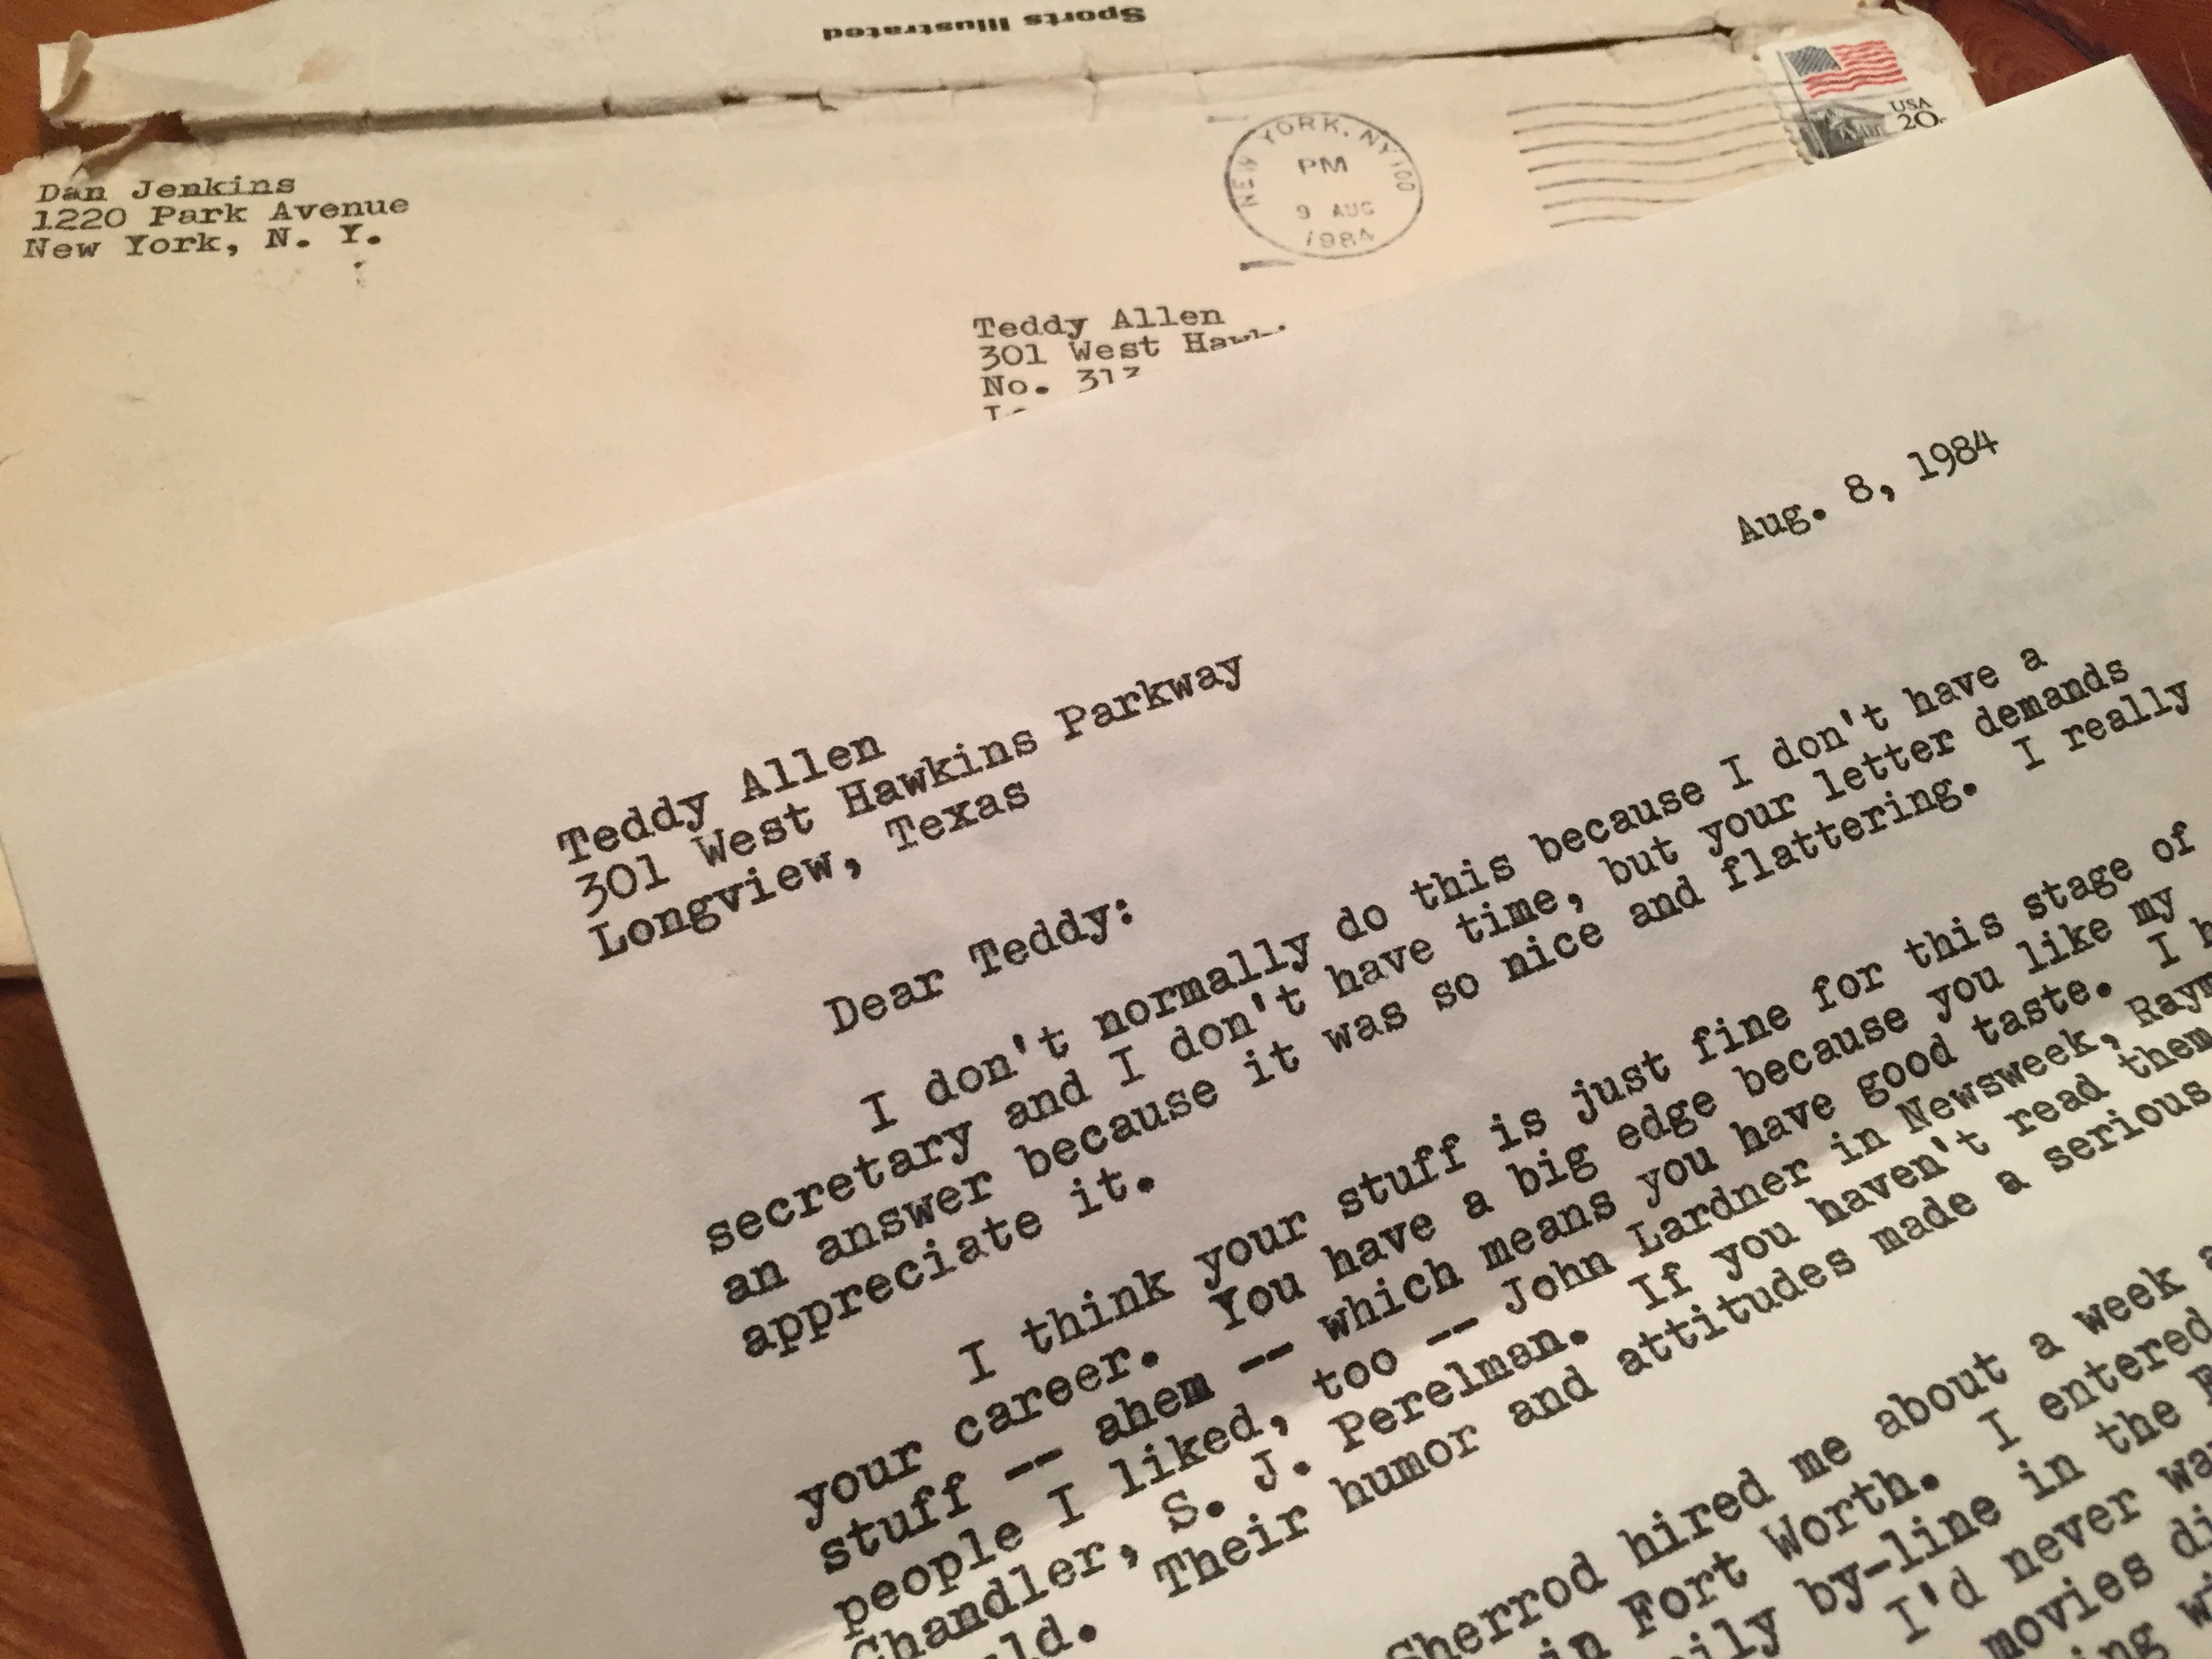 Sports Illustrated
Dan Jenkins
1220 Park Avenue
New York, N. Y.
NEW YORK, NY 100
PM
9 AUG
1984
USA
20c
Teddy Allen
301 West
No. 313
Aug. 8, 1984
Teddy Allen
301 West Hawkins Parkway
Longview, Texas
Dear Teddy:
I don't normally do this because I don't have a
secretary and I don't have time, but your letter demands
an answer because it was so nice and flattering. I really
appreciate it.
I think your stuff is just fine for this stage of
your career. You have a big edge because you like my
stuff -- ahem -- which means you have good taste. I
people I liked, too -- John Lardner in Newsweek,
Chandler, S. J. Perelman. If you haven't read them
Their humor and attitudes made a serious
Sherrod hired me about a week
in Fort Worth. I entered
by-line in the
I'd never
movies